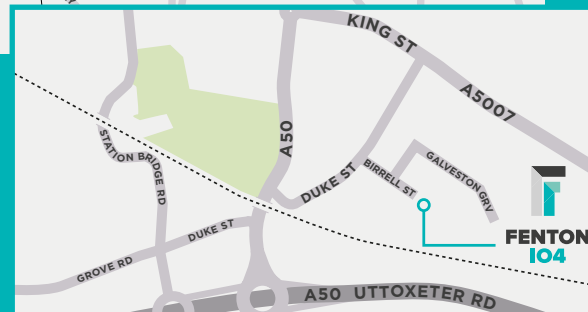 KING ST
A5007
A50
STATION BRIDGE RD
DUKE ST
BIRRELL ST
GALVESTON GRV
FENTON
104
DUKE ST
GROVE RD
A50 UTTOXETER RD